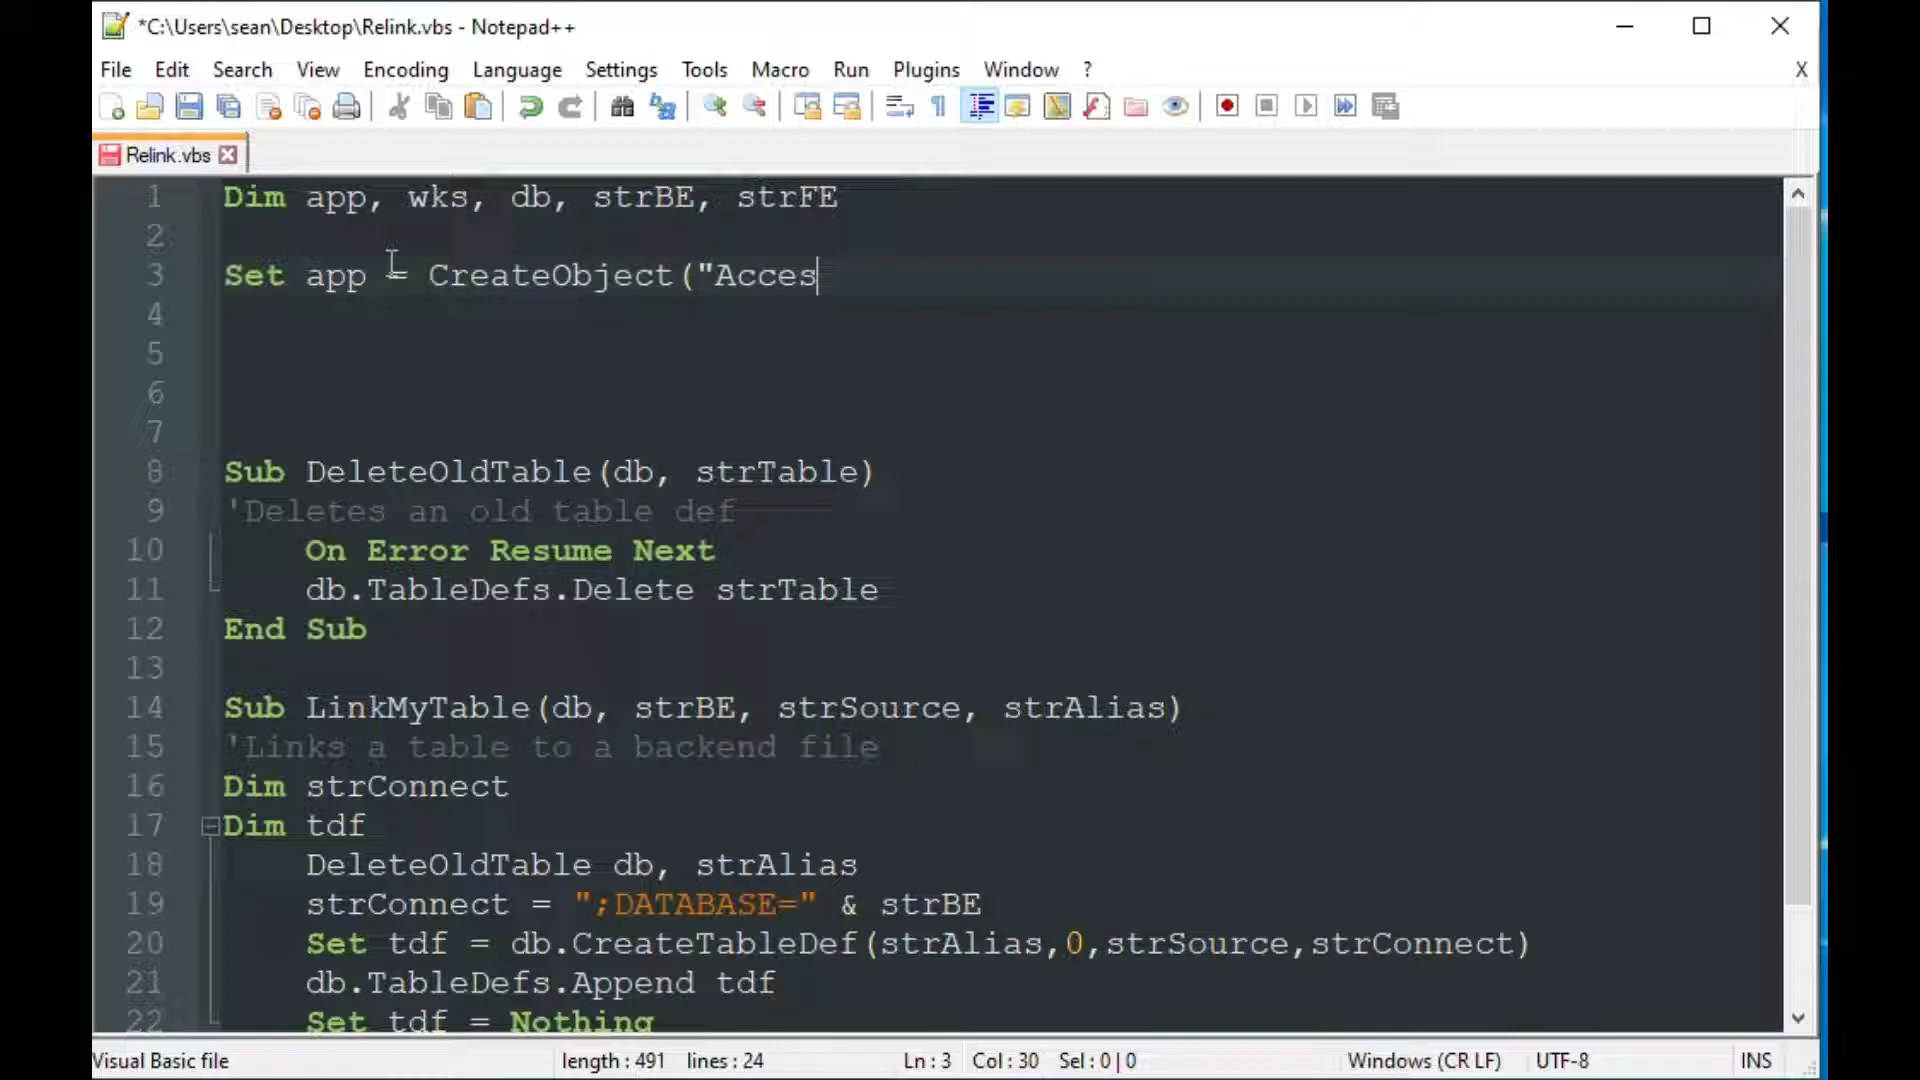 *C:\Users\sean\Desktop\Relink.vbs - Notepad++
File Edit Search View Encoding Language Settings Tools Macro Run Plugins Window ? X
Relink.vbs
1 Dim app, wks, db, strBE, strFE
2
3 Set app = CreateObject("Acces
4
5
6
7
8 Sub DeleteOldTable(db, strTable)
9 'Deletes an old table def
10 On Error Resume Next
11 db.TableDefs.Delete strTable
12 End Sub
13
14 Sub LinkMyTable(db, strBE, strSource, strAlias)
15 'Links a table to a backend file
16 Dim strConnect
17 Dim tdf
18 DeleteOldTable db, strAlias
19 strConnect = ";DATABASE=" & strBE
20 Set tdf = db.CreateTableDef(strAlias,0,strSource,strConnect)
21 db.TableDefs.Append tdf
22 Set tdf = Nothing
Visual Basic file length : 491 lines : 24 Ln : 3 Col : 30 Sel : 0 | 0 Windows (CR LF) UTF-8 INS